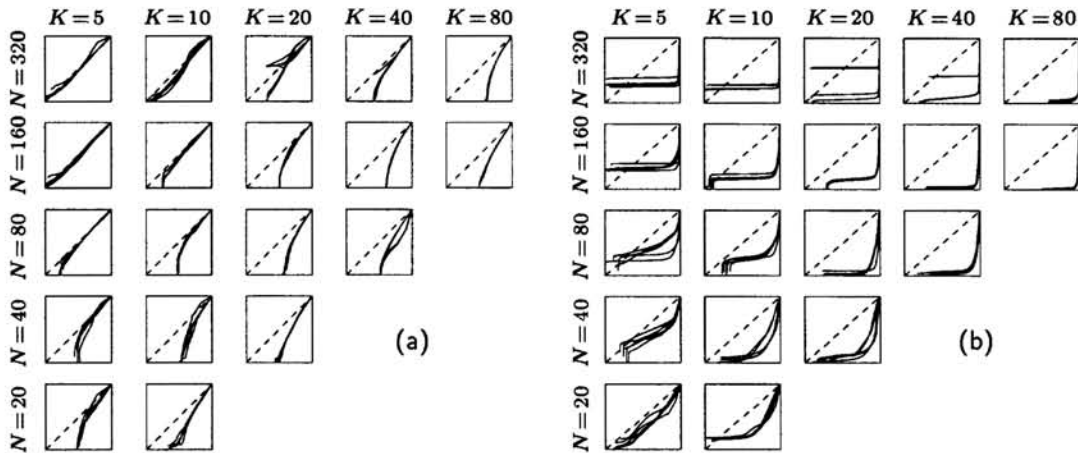 K = 5 K = 10 K = 20 K = 40 K = 80
N = 320
N = 160
N = 80
N = 40
N = 20
(a)
K = 5 K = 10 K = 20 K = 40 K = 80
N = 320
N = 160
N = 80
N = 40
N = 20
(b)